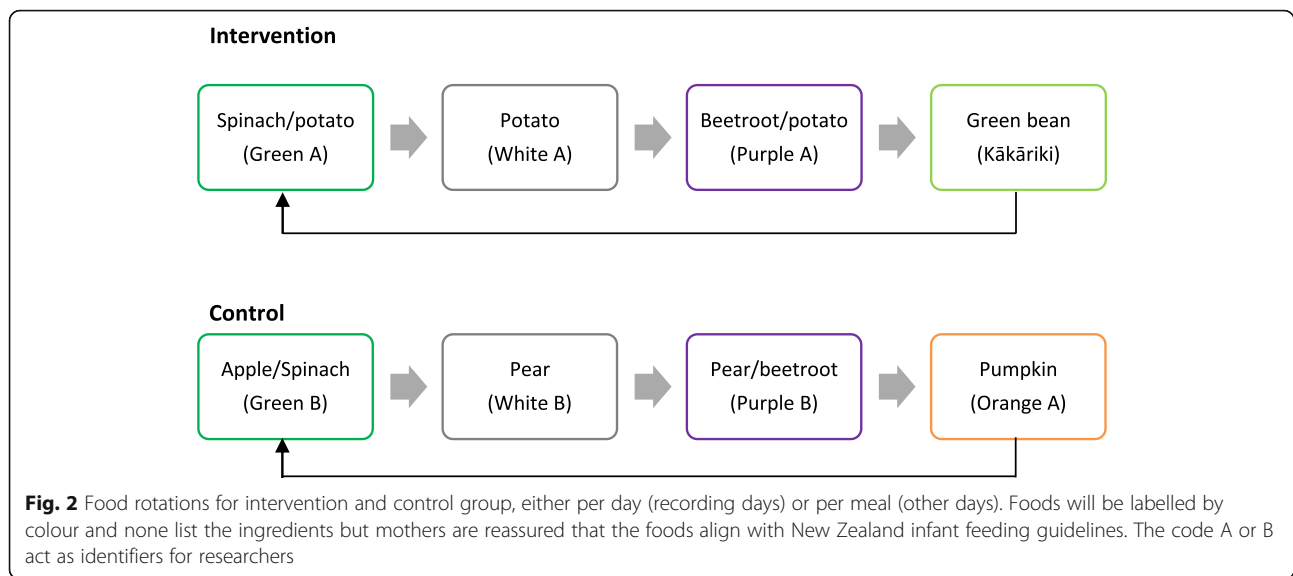 Intervention
Spinach/potato
(Green A)
Potato
(White A)
Beetroot/potato
(Purple A)
Green bean
(Kākāriki)
Control
Apple/Spinach
(Green B)
Pear
(White B)
Pear/beetroot
(Purple B)
Pumpkin
(Orange A)
Fig. 2 Food rotations for intervention and control group, either per day (recording days) or per meal (other days). Foods will be labelled by
colour and none list the ingredients but mothers are reassured that the foods align with New Zealand infant feeding guidelines. The code A or B
act as identifiers for researchers